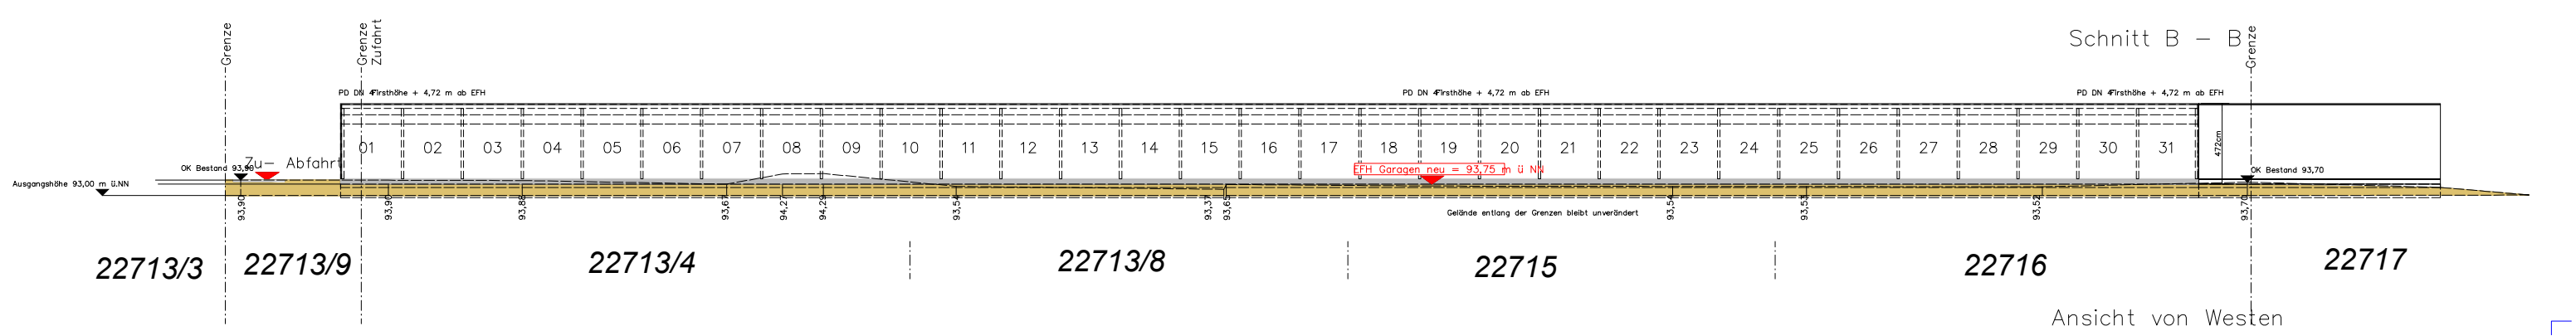 Grenze
Grenze
Zufahrt
Schnitt B - B
Grenze
PD DN 4° Firsthöhe + 4,72 m ab EFH
PD DN 4° Firsthöhe + 4,72 m ab EFH
PD DN 4° Firsthöhe + 4,72 m ab EFH
01 02 03 04 05 06 07 08 09 10 11 12 13 14 15 16 17 18 19 20 21 22 23 24 25 26 27 28 29 30 31
472cm
Zu- Abfahrt
OK Bestand 93,90
EFH Garagen neu = 93,75 m ü NN
OK Bestand 93,70
Ausgangshöhe 93,00 m ü.NN
93,90 93,90 93,88 93,67 94,27 94,29 93,54 93,37 93,65 93,54 93,53 93,52 93,70
Gelände entlang der Grenzen bleibt unverändert
22713/3 22713/9 22713/4 22713/8 22715 22716 22717
Ansicht von Westen